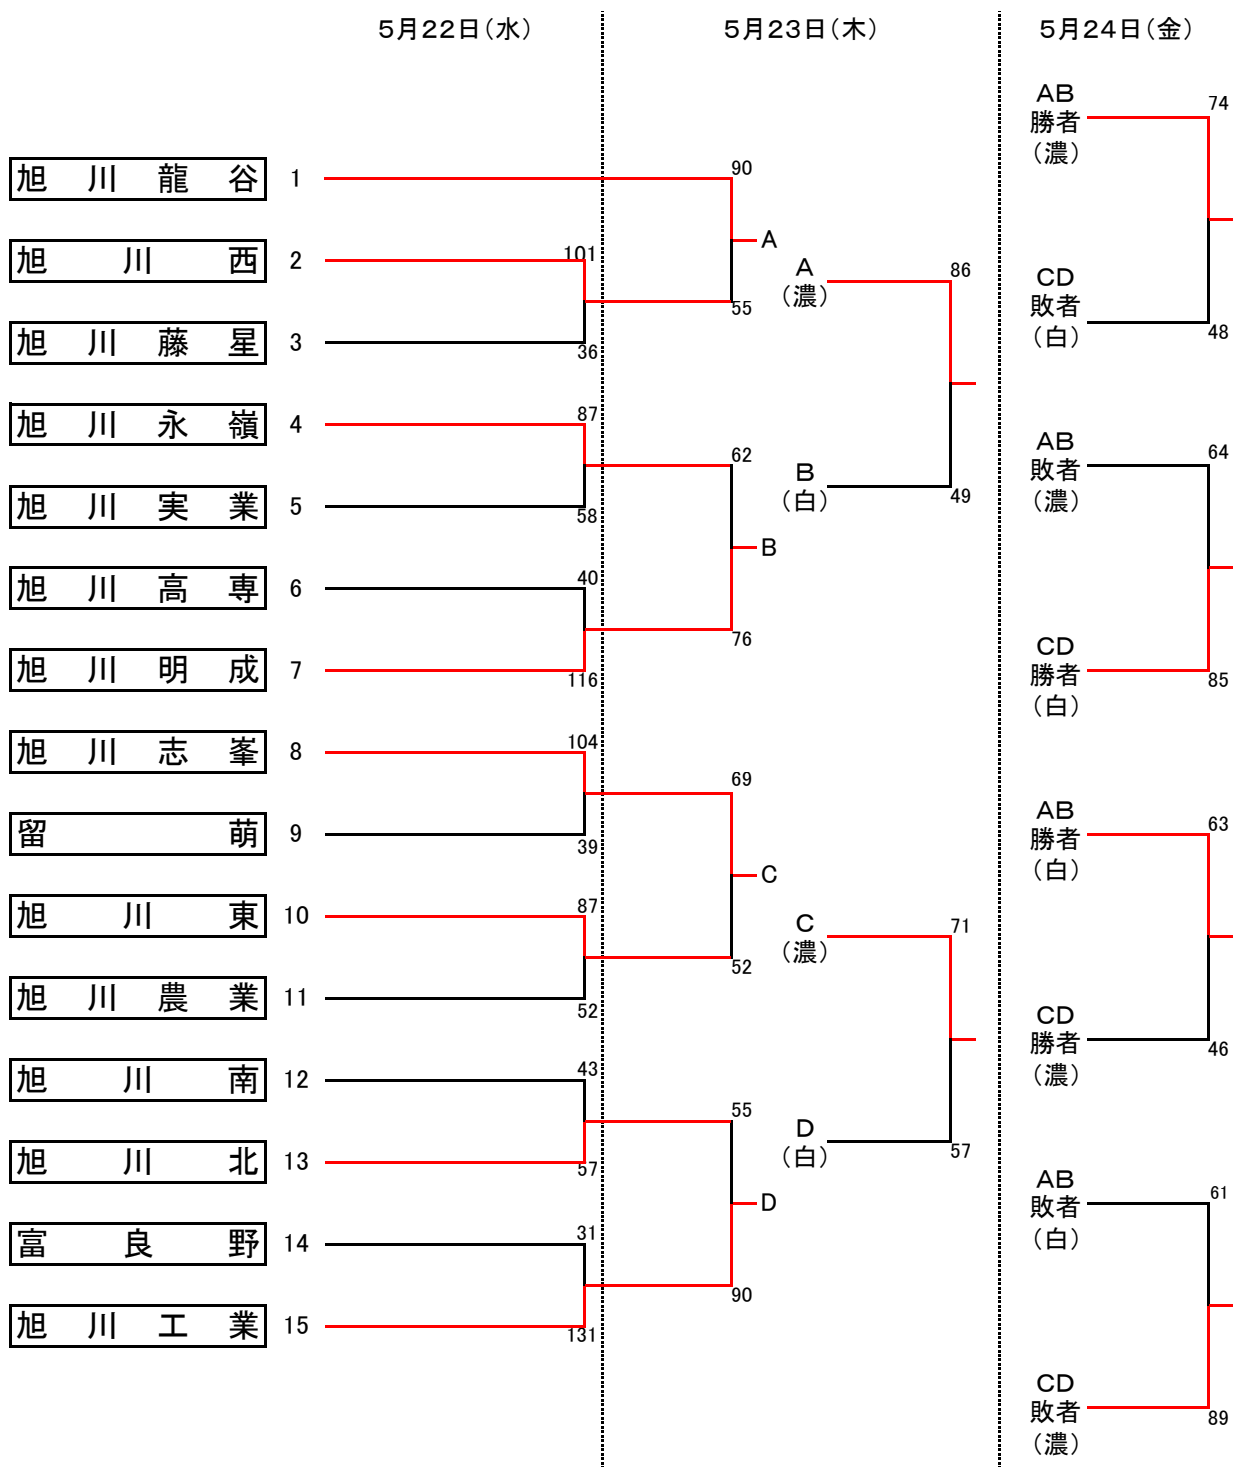 5月22日(水)
5月23日(木)
5月24日(金)
旭川龍谷 1
旭川西 2
旭川藤星 3
旭川永嶺 4
旭川実業 5
旭川高専 6
旭川明成 7
旭川志峯 8
留萌 9
旭川東 10
旭川農業 11
旭川南 12
旭川北 13
富良野 14
旭川工業 15
101
36
87
58
40
116
104
39
87
52
43
57
31
131
90
A
55
62
B
76
69
C
52
55
D
90
A
(濃)
86
B
(白)
49
C
(濃)
71
D
(白)
57
AB
勝者
(濃)
74
CD
敗者
(白)
48
AB
敗者
(濃)
64
CD
勝者
(白)
85
AB
勝者
(白)
63
CD
勝者
(濃)
46
AB
敗者
(白)
61
CD
敗者
(濃)
89